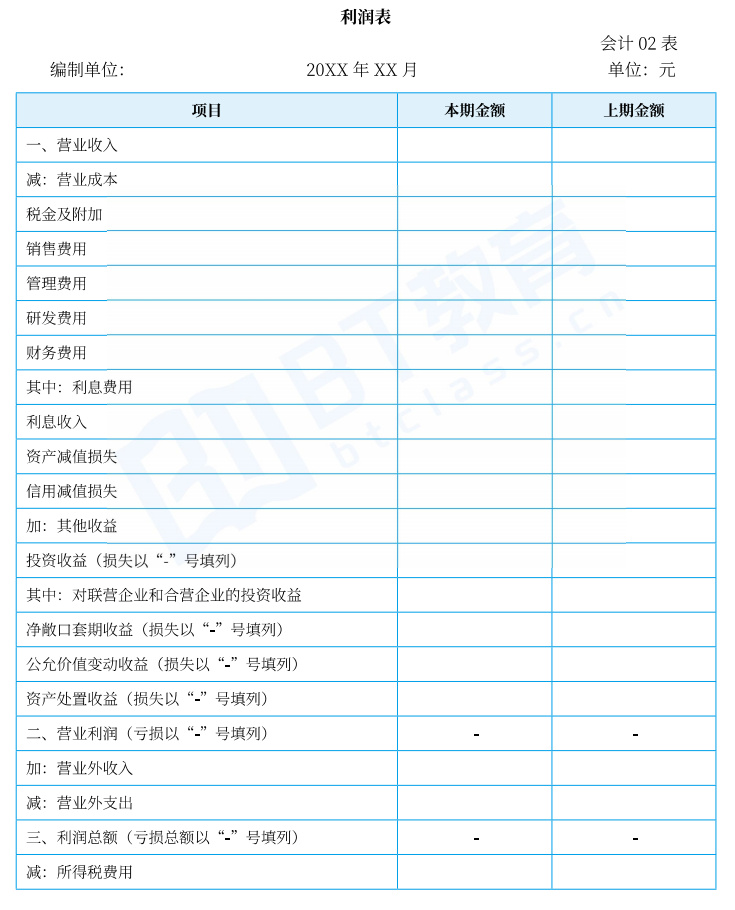 利润表
会计 02 表
编制单位： 20XX 年 XX 月 单位：元
项目 本期金额 上期金额
一、营业收入
减：营业成本
税金及附加
销售费用
管理费用
研发费用
财务费用
其中：利息费用
利息收入
资产减值损失
信用减值损失
加：其他收益
投资收益（损失以“-”号填列）
其中：对联营企业和合营企业的投资收益
净敞口套期收益（损失以“-”号填列）
公允价值变动收益（损失以“-”号填列）
资产处置收益（损失以“-”号填列）
二、营业利润（亏损以“-”号填列） - -
加：营业外收入
减：营业外支出
三、利润总额（亏损总额以“-”号填列） - -
减：所得税费用
BT教育
btclass.cn